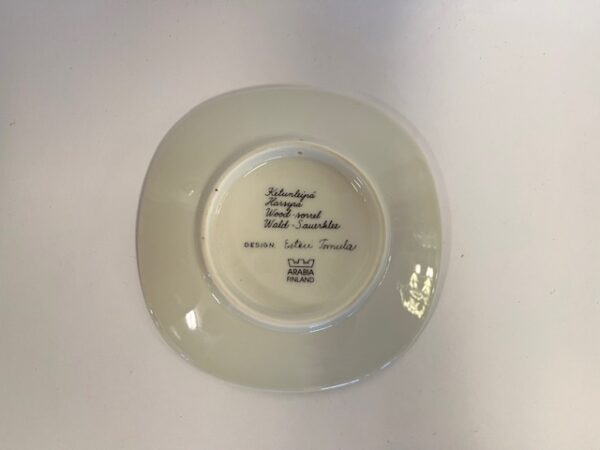 Ketunleipä
Harsyra
Wood-sorrel
Wald-Sauerklee
DESIGN Esteri Tomula
ARABIA
FINLAND